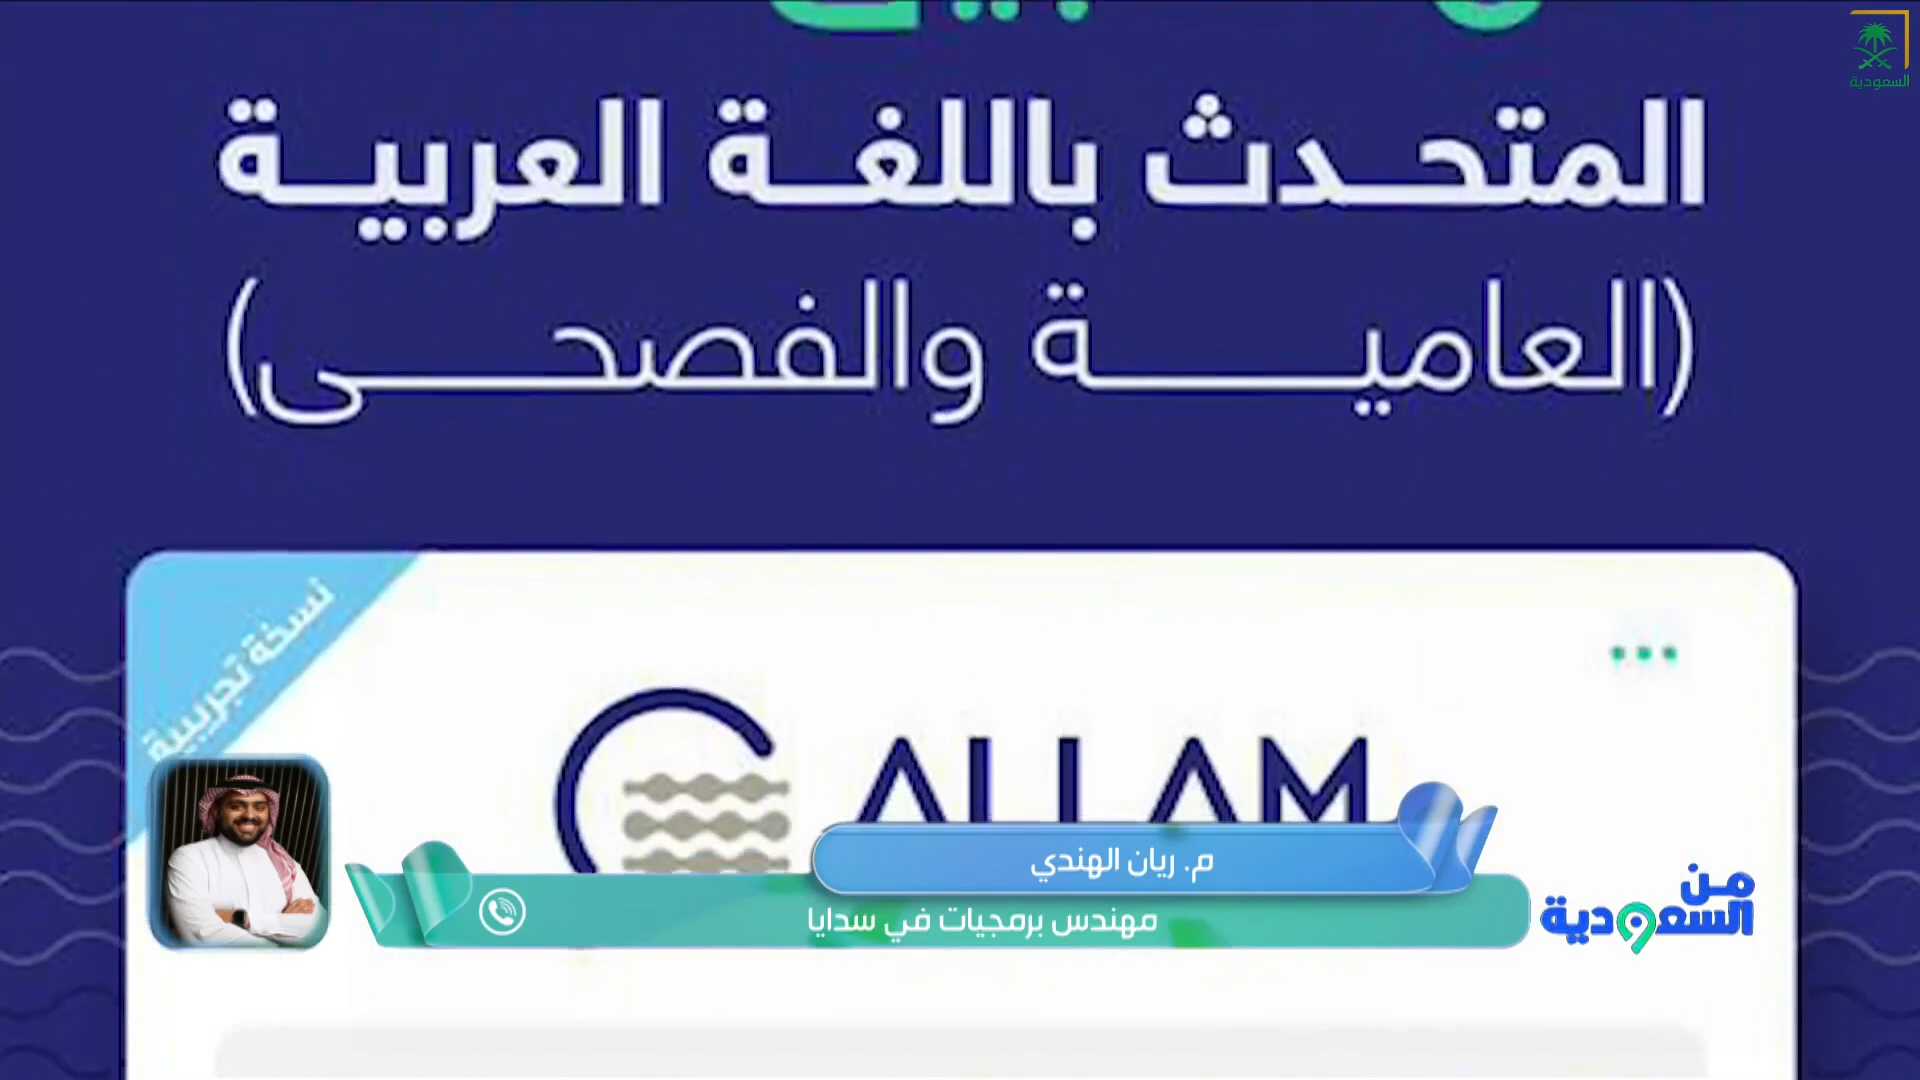 السعودية
المتحدث باللغة العربية
(العامية والفصحى)
نسخة تجريبية
ALLAM
م. ريان الهندي
مهندس برمجيات في سدايا
من
السعودية